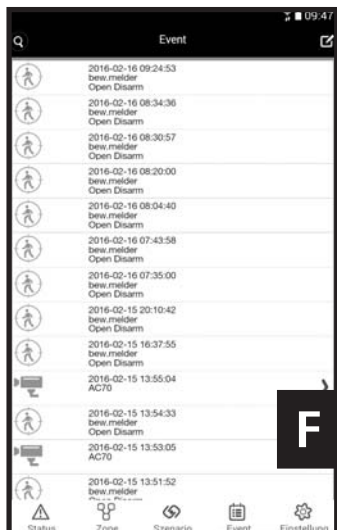 09:47
Event
2016-02-16 09:24:53
bew.melder
Open Disarm
2016-02-16 08:34:36
bew.melder
Open Disarm
2016-02-16 08:30:57
bew.melder
Open Disarm
2016-02-16 08:20:00
bew.melder
Open Disarm
2016-02-16 08:04:40
bew.melder
Open Disarm
2016-02-16 07:43:58
bew.melder
Open Disarm
2016-02-16 07:35:00
bew.melder
Open Disarm
2016-02-15 20:10:42
bew.melder
Open Disarm
2016-02-15 16:37:55
bew.melder
Open Disarm
2016-02-15 13:55:04
AC70
2016-02-15 13:54:33
bew.melder
Open Disarm
2016-02-15 13:53:05
AC70
2016-02-15 13:51:52
bew.melder
Open Disarm
F
Status Zone Szenario Event Einstellung